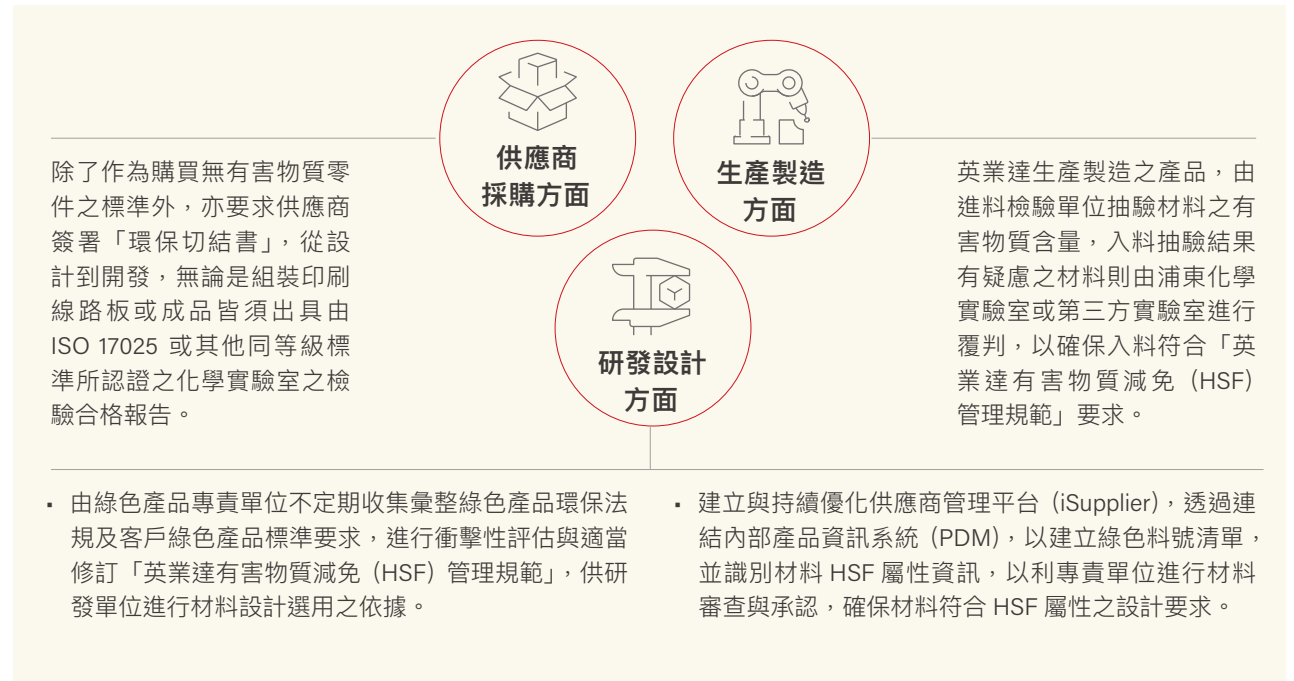 供應商
採購方面
除了作為購買無有害物質零
件之標準外，亦要求供應商
簽署「環保切結書」，從設
計到開發，無論是組裝印刷
線路板或成品皆須出具由
ISO 17025 或其他同等級標
準所認證之化學實驗室之檢
驗合格報告。
生產製造
方面
英業達生產製造之產品，由
進料檢驗單位抽驗材料之有
害物質含量，入料抽驗結果
有疑慮之材料則由浦東化學
實驗室或第三方實驗室進行
覆判，以確保入料符合「英
業達有害物質減免 (HSF)
管理規範」要求。
研發設計
方面
▪ 由綠色產品專責單位不定期收集彙整綠色產品環保法
規及客戶綠色產品標準要求，進行衝擊性評估與適當
修訂「英業達有害物質減免 (HSF) 管理規範」，供研
發單位進行材料設計選用之依據。
▪ 建立與持續優化供應商管理平台 (iSupplier)，透過連
結內部產品資訊系統 (PDM)，以建立綠色料號清單，
並識別材料 HSF 屬性資訊，以利專責單位進行材料
審查與承認，確保材料符合 HSF 屬性之設計要求。